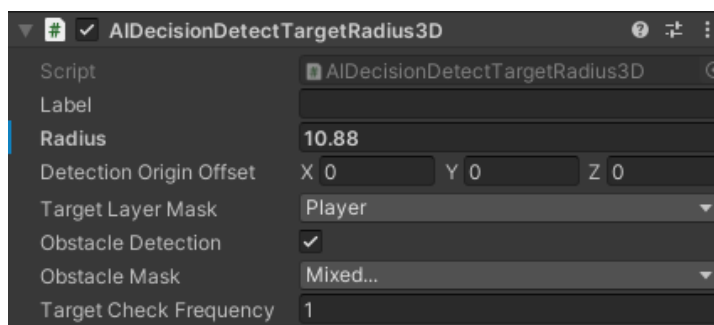 AIDecisionDetectTargetRadius3D
Script AIDecisionDetectTargetRadius3D
Label
Radius 10.88
Detection Origin Offset X 0 Y 0 Z 0
Target Layer Mask Player
Obstacle Detection
Obstacle Mask Mixed...
Target Check Frequency 1